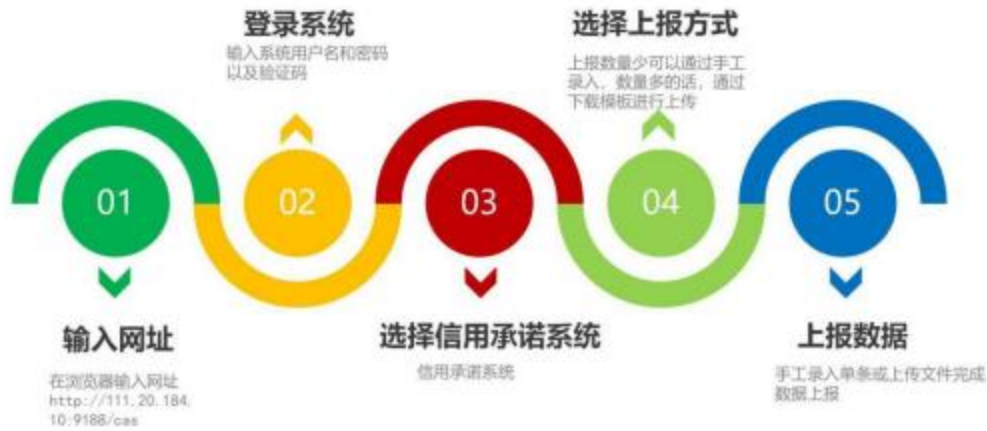 登录系统
输入系统用户名和密码
以及验证码
选择上报方式
上报数量少可以通过手工
录入，数量多的话，通过
下载模板进行上传
01
02
03
04
05
输入网址
在浏览器输入网址
http://111.20.184.
10:9188/cas
选择信用承诺系统
信用承诺系统
上报数据
手工录入单条或上传文件完成
数据上报